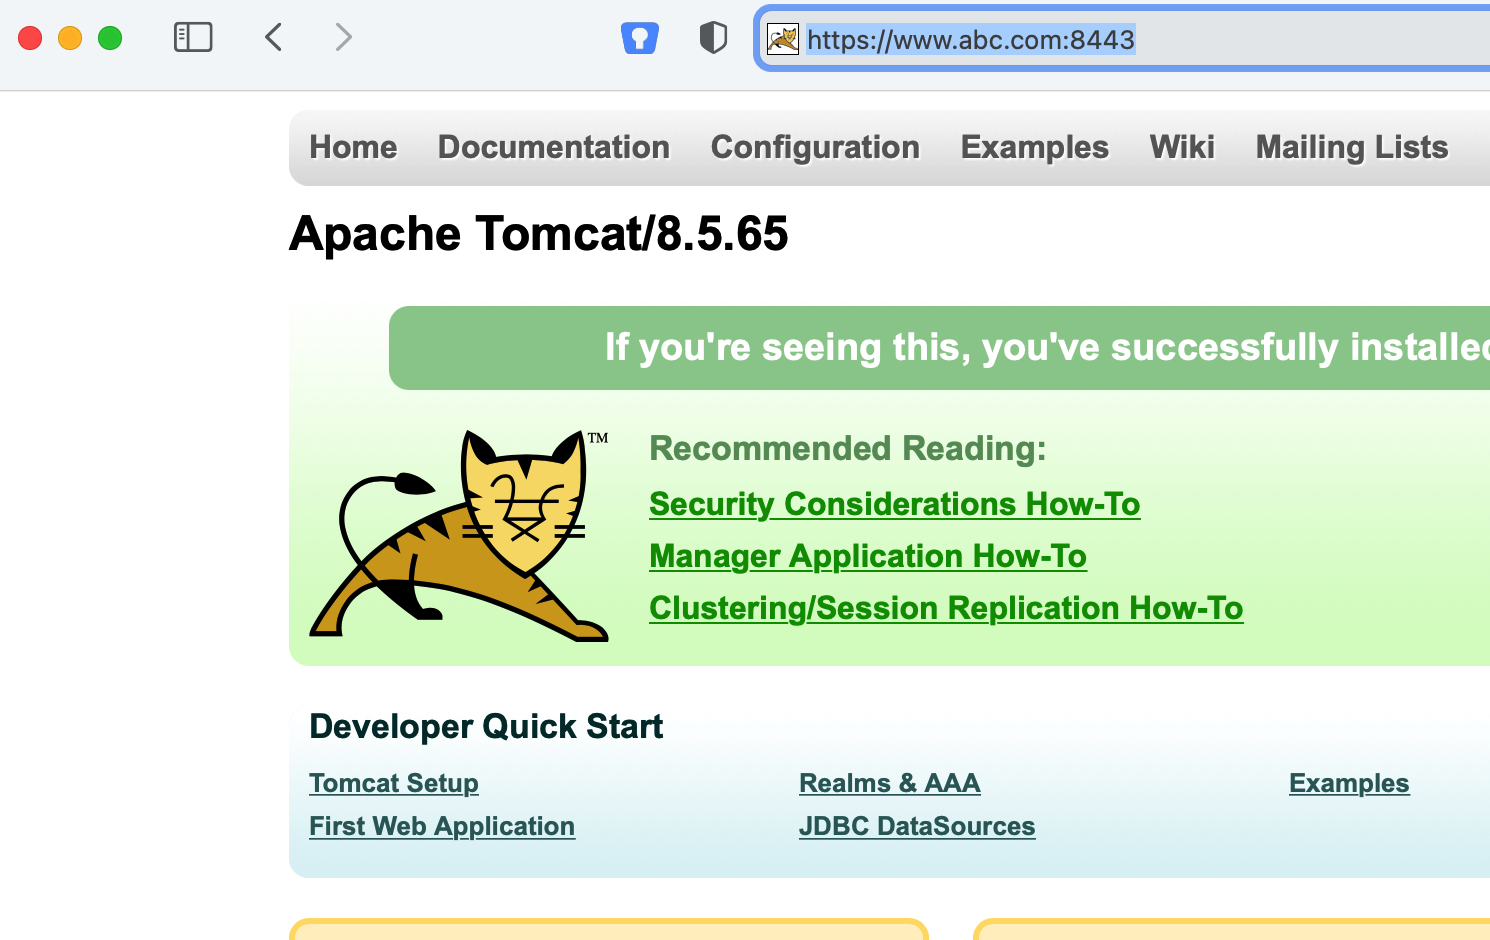 https://www.abc.com:8443
Home Documentation Configuration Examples Wiki Mailing Lists
Apache Tomcat/8.5.65
If you're seeing this, you've successfully installed
TM
Recommended Reading:
Security Considerations How-To
Manager Application How-To
Clustering/Session Replication How-To
Developer Quick Start
Tomcat Setup Realms & AAA Examples
First Web Application JDBC DataSources